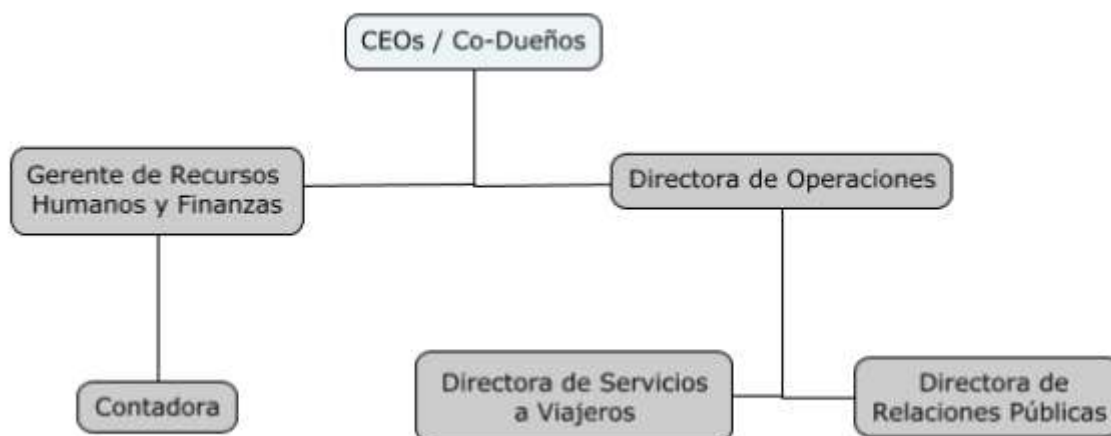 CEOs / Co-Dueños
Gerente de Recursos
Humanos y Finanzas
Directora de Operaciones
Contadora
Directora de Servicios
a Viajeros
Directora de
Relaciones Públicas